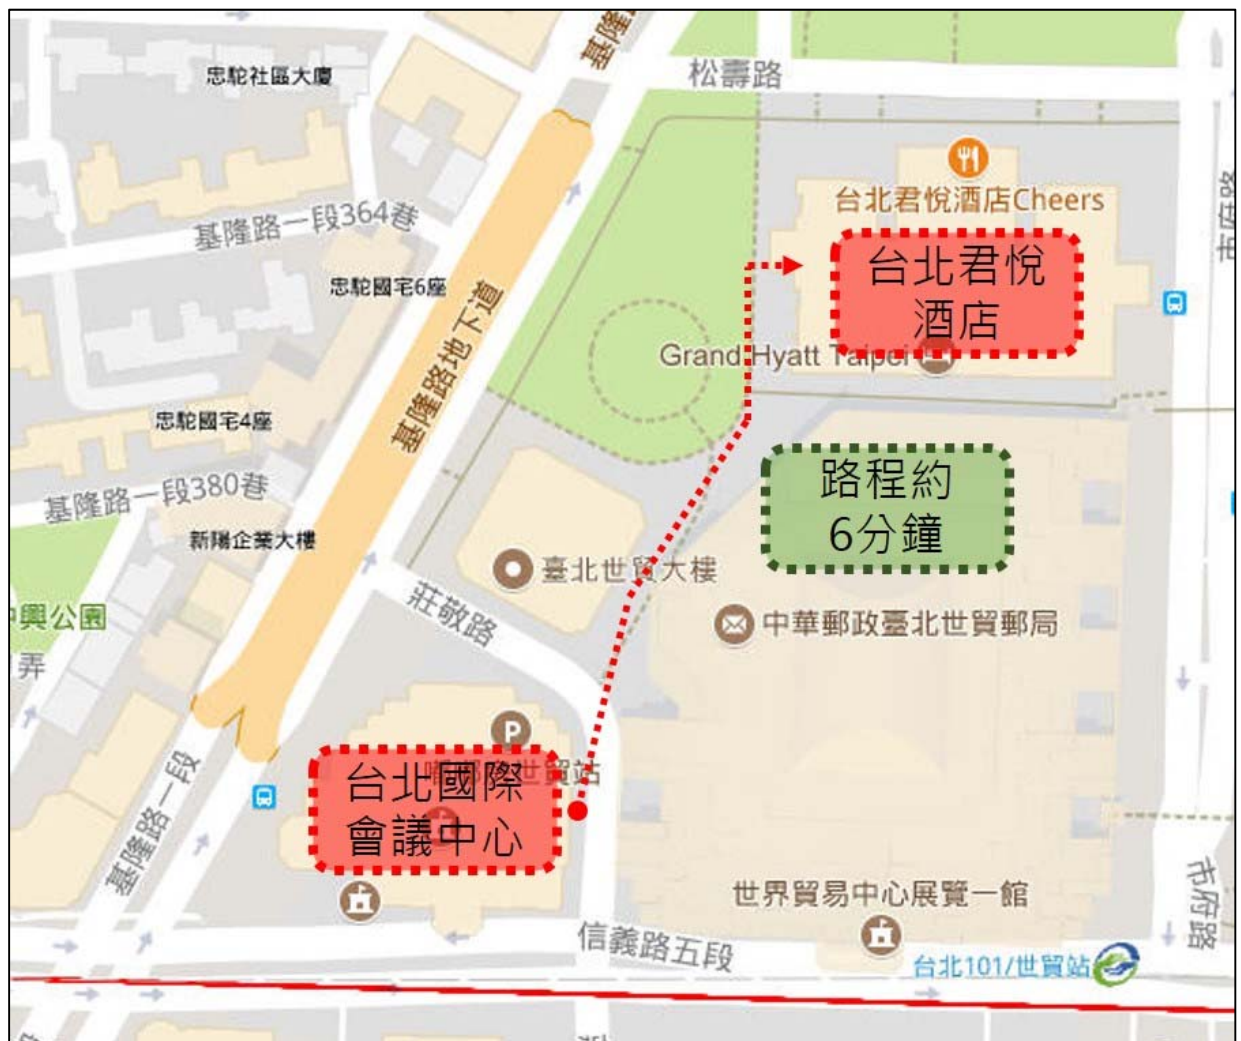 基隆
松壽路
忠駝社區大廈
台北君悅酒店Cheers
市府路
基隆路一段364巷
台北君悅
酒店
忠駝國宅6座
基隆路地下道
Grand Hyatt Taipei
忠駝國宅4座
路程約
6分鐘
基隆路一段380巷
新陽企業大樓
臺北世貿大樓
莊敬路
中華郵政臺北世貿郵局
興公園
弄
P
世貿站
台北國際
會議中心
基隆路一段
世界貿易中心展覽一館
市府路
信義路五段
台北101/世貿站